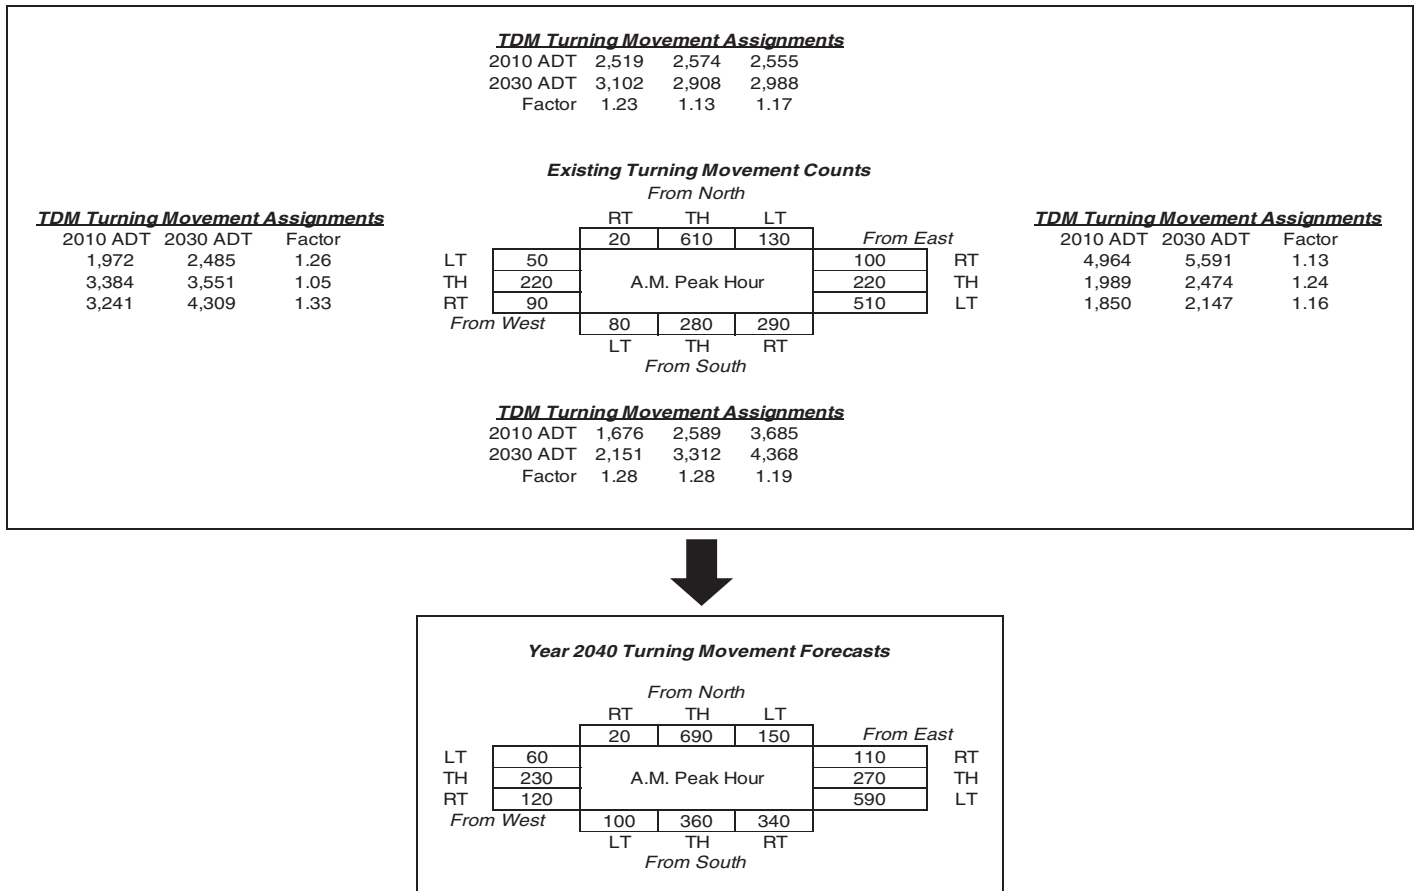 TDM Turning Movement Assignments
2010 ADT 2,519 2,574 2,555
2030 ADT 3,102 2,908 2,988
Factor 1.23 1.13 1.17
Existing Turning Movement Counts
From North
TDM Turning Movement Assignments
2010 ADT 2030 ADT Factor
1,972 2,485 1.26
3,384 3,551 1.05
3,241 4,309 1.33
RT TH LT
20 610 130 From East
LT 50 100 RT
TH 220 A.M. Peak Hour 220 TH
RT 90 510 LT
From West 80 280 290
LT TH RT
From South
TDM Turning Movement Assignments
2010 ADT 2030 ADT Factor
4,964 5,591 1.13
1,989 2,474 1.24
1,850 2,147 1.16
TDM Turning Movement Assignments
2010 ADT 1,676 2,589 3,685
2030 ADT 2,151 3,312 4,368
Factor 1.28 1.28 1.19
Year 2040 Turning Movement Forecasts
From North
RT TH LT
20 690 150 From East
LT 60 110 RT
TH 230 A.M. Peak Hour 270 TH
RT 120 590 LT
From West 100 360 340
LT TH RT
From South